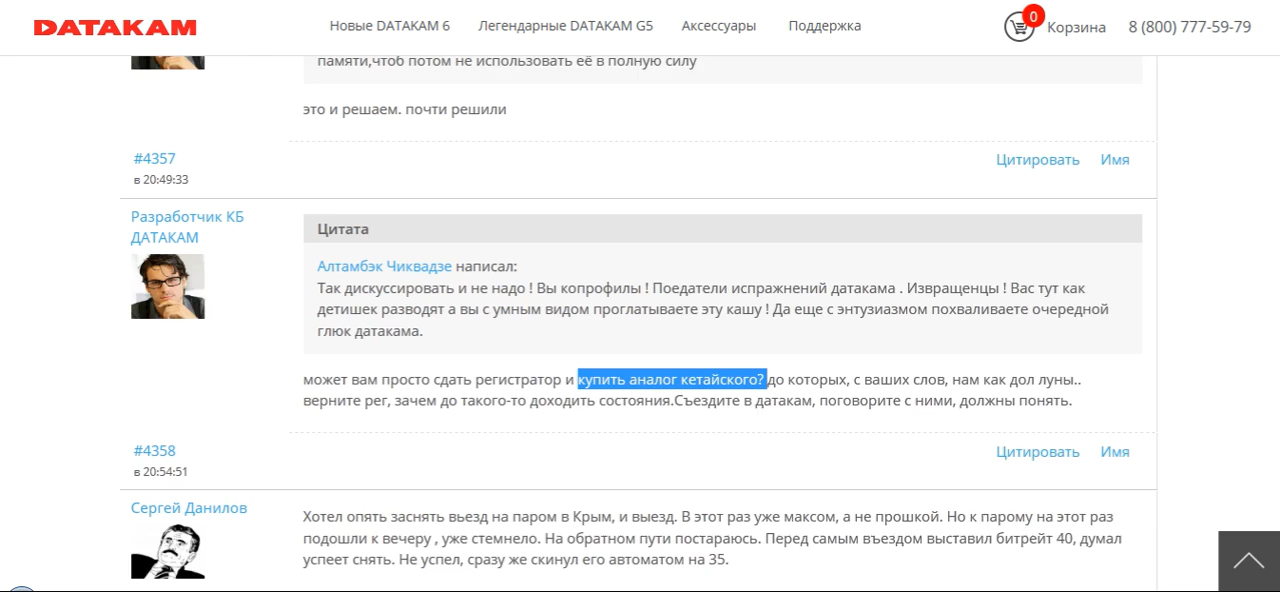 DATAKAM
Новые DATAKAM 6 Легендарные DATAKAM G5 Аксессуары Поддержка 0 Корзина 8 (800) 777-59-79
памяти,чтоб потом не использовать её в полную силу
это и решаем. почти решили
#4357
в 20:49:33
Цитировать Имя
Разработчик КБ
ДАТАКАМ
Цитата
Алтамбэк Чиквадзе написал:
Так дискуссировать и не надо ! Вы копрофилы ! Поедатели испражнений датакама . Извращенцы ! Вас тут как
детишек разводят а вы с умным видом проглатываете эту кашу ! Да еще с энтузиазмом похваливаете очередной
глюк датакама.
может вам просто сдать регистратор и купить аналог кетайского? до которых, с ваших слов, нам как дол луны..
верните рег, зачем до такого-то доходить состояния.Съездите в датакам, поговорите с ними, должны понять.
#4358
в 20:54:51
Цитировать Имя
Сергей Данилов
Хотел опять заснять вьезд на паром в Крым, и выезд. В этот раз уже максом, а не прошкой. Но к парому на этот раз
подошли к вечеру , уже стемнело. На обратном пути постараюсь. Перед самым въездом выставил битрейт 40, думал
успеет снять. Не успел, сразу же скинул его автоматом на 35.